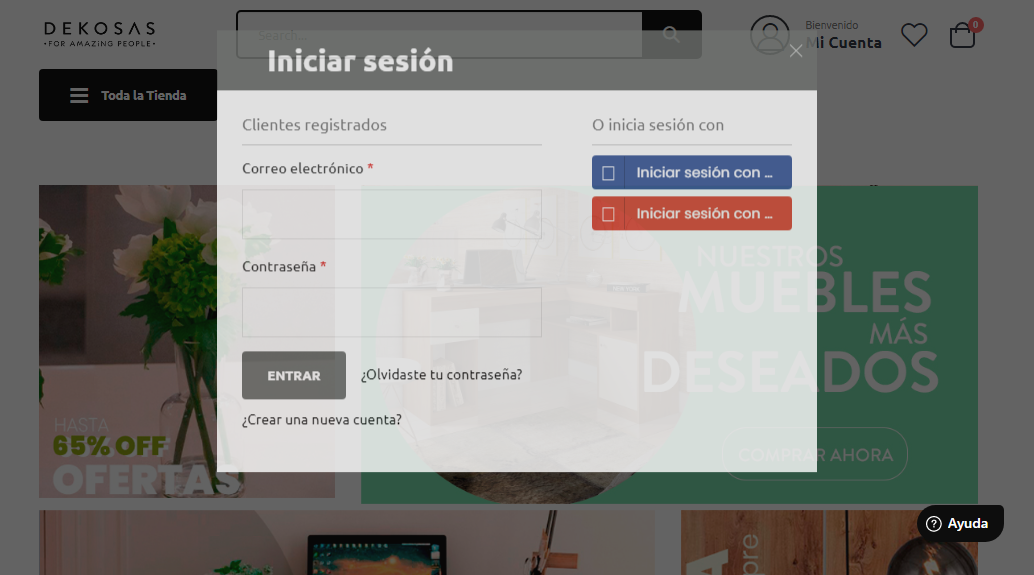 DEKOSAS
•FOR AMAZING PEOPLE•
Search...
Bienvenido
Mi Cuenta
0
Toda la Tienda
Iniciar sesión
Clientes registrados
Correo electrónico *
Contraseña *
ENTRAR
¿Olvidaste tu contraseña?
¿Crear una nueva cuenta?
O inicia sesión con
Iniciar sesión con ...
Iniciar sesión con ...
HASTA
65% OFF
OFERTAS
NUESTROS
MUEBLES
MÁS
DESEADOS
COMPRAR AHORA
Ayuda